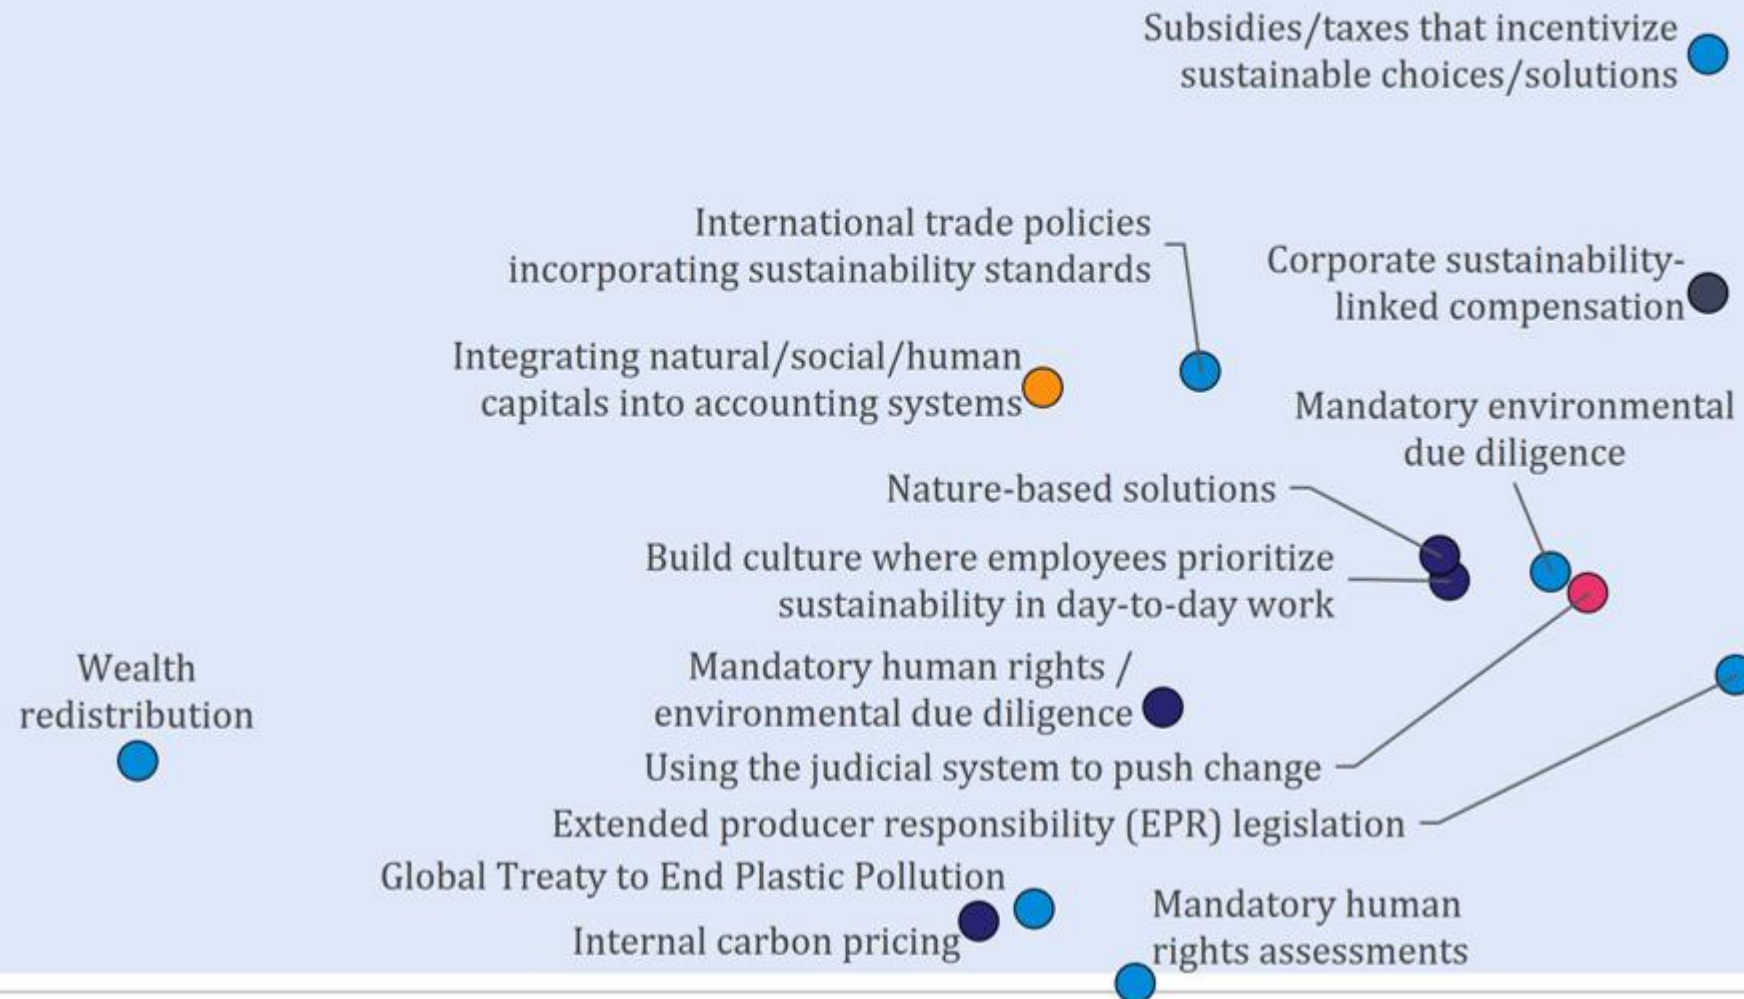 Subsidies/taxes that incentivize
sustainable choices/solutions
International trade policies
incorporating sustainability standards
Corporate sustainability-
linked compensation
Integrating natural/social/human
capitals into accounting systems
Mandatory environmental
due diligence
Nature-based solutions
Build culture where employees prioritize
sustainability in day-to-day work
Wealth
redistribution
Mandatory human rights /
environmental due diligence
Using the judicial system to push change
Extended producer responsibility (EPR) legislation
Global Treaty to End Plastic Pollution
Internal carbon pricing
Mandatory human
rights assessments